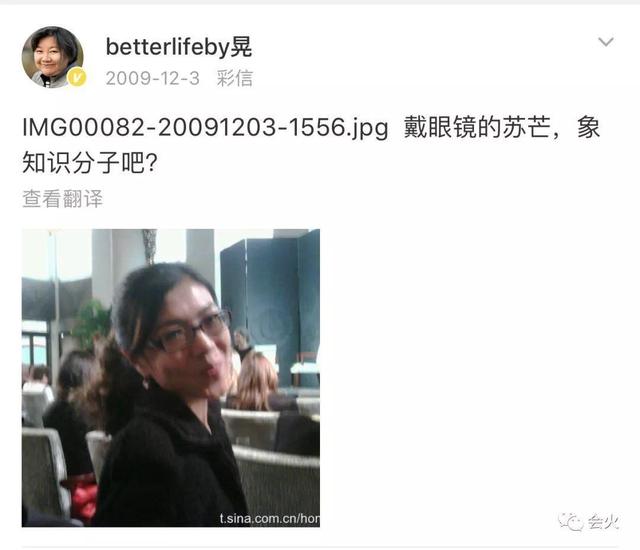 betterlifeby晃
2009-12-3 彩信
IMG00082-20091203-1556.jpg 戴眼镜的苏芒，象
知识分子吧？
查看翻译
t.sina.com.cn/hon
会火